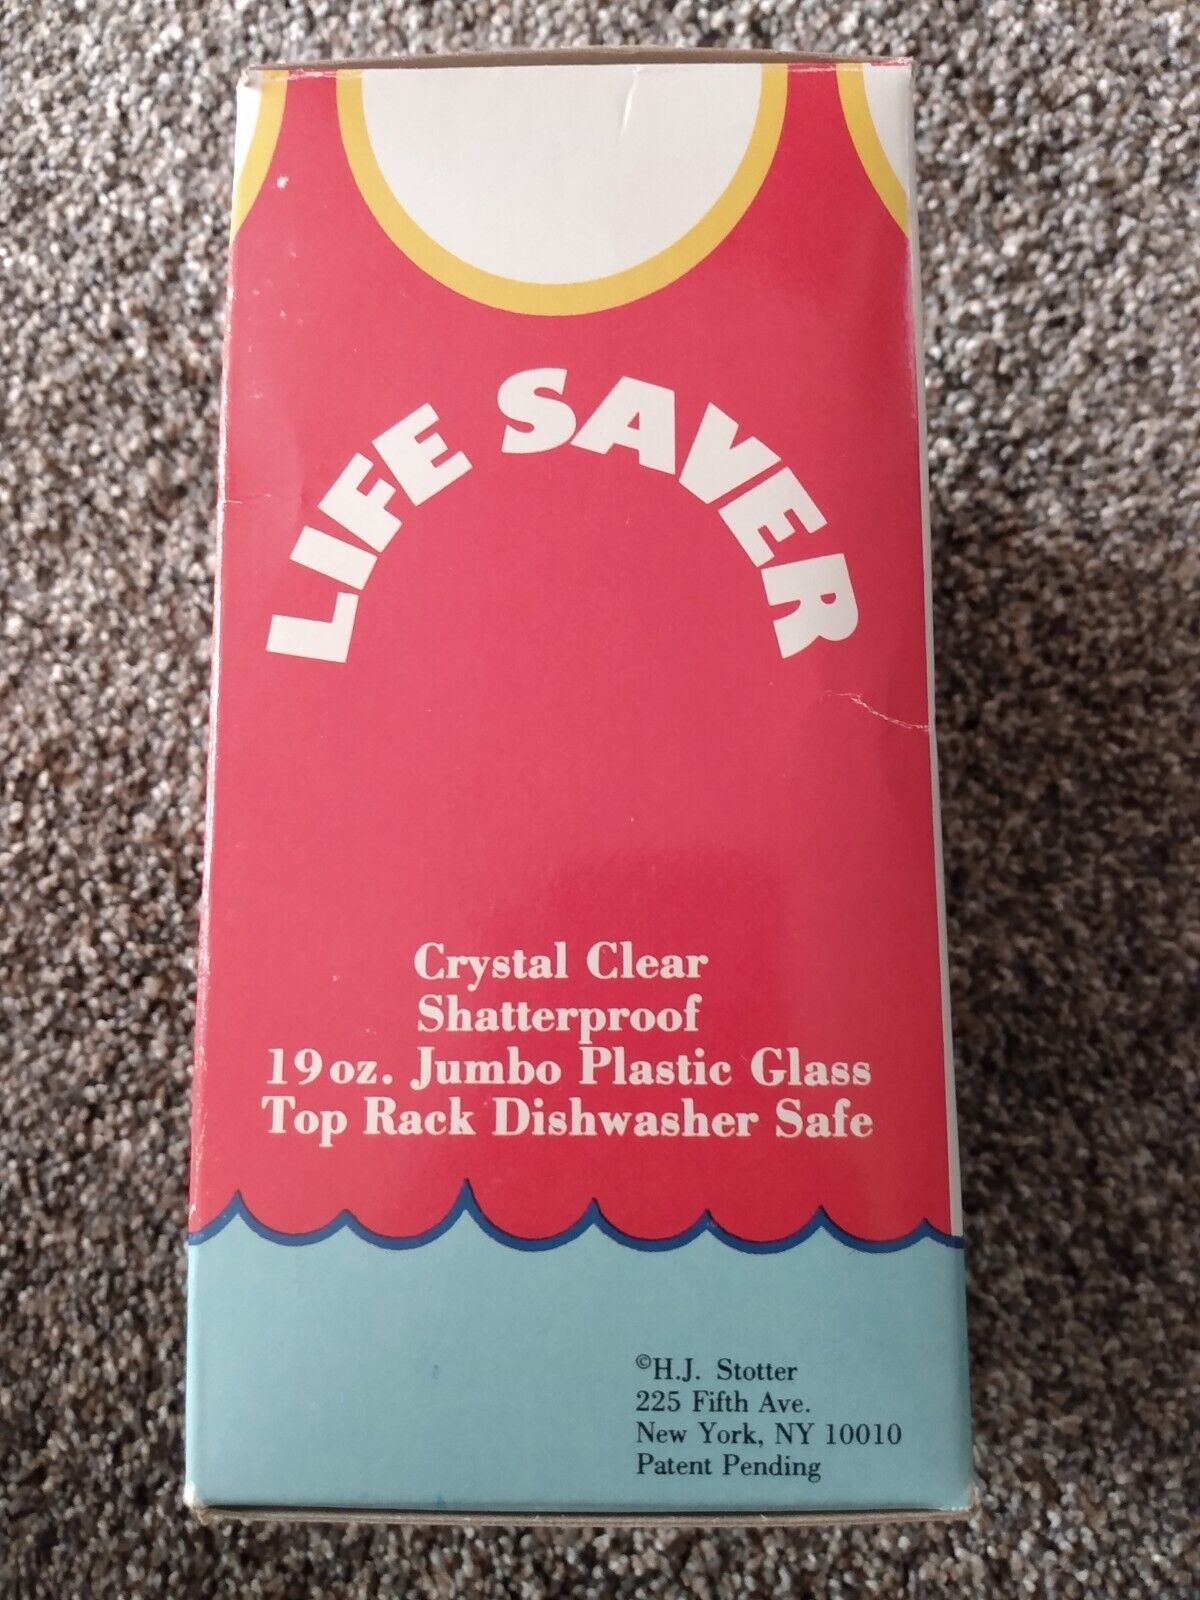 LIFE SAVER
Crystal Clear
Shatterproof
19 oz. Jumbo Plastic Glass
Top Rack Dishwasher Safe
©H.J. Stotter
225 Fifth Ave.
New York, NY 10010
Patent Pending